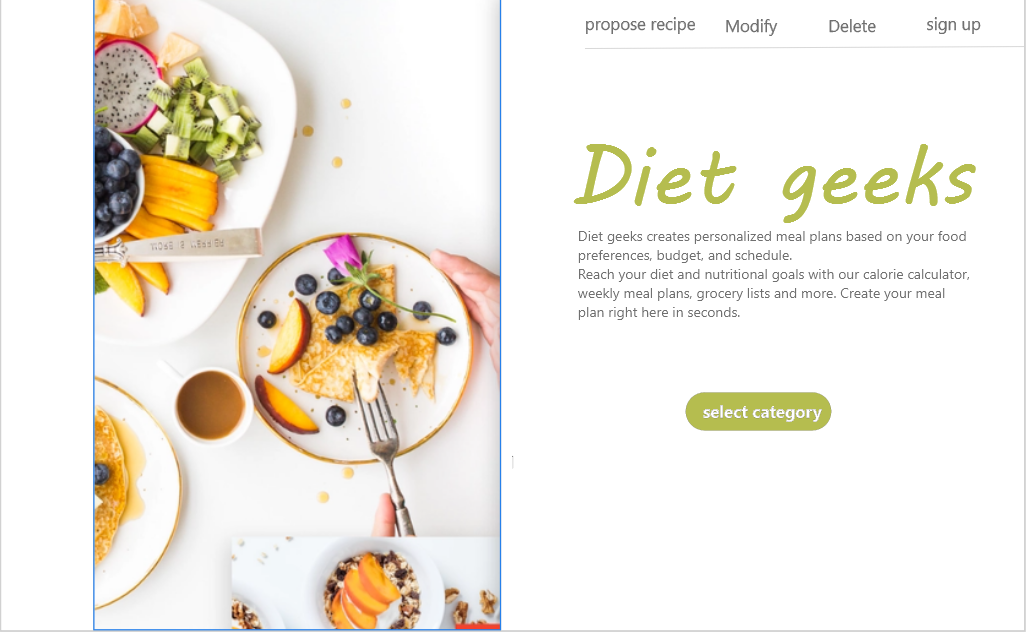 propose recipe
Modify
Delete
sign up
Diet geeks
Diet geeks creates personalized meal plans based on your food
preferences, budget, and schedule.
Reach your diet and nutritional goals with our calorie calculator,
weekly meal plans, grocery lists and more. Create your meal
plan right here in seconds.
select category